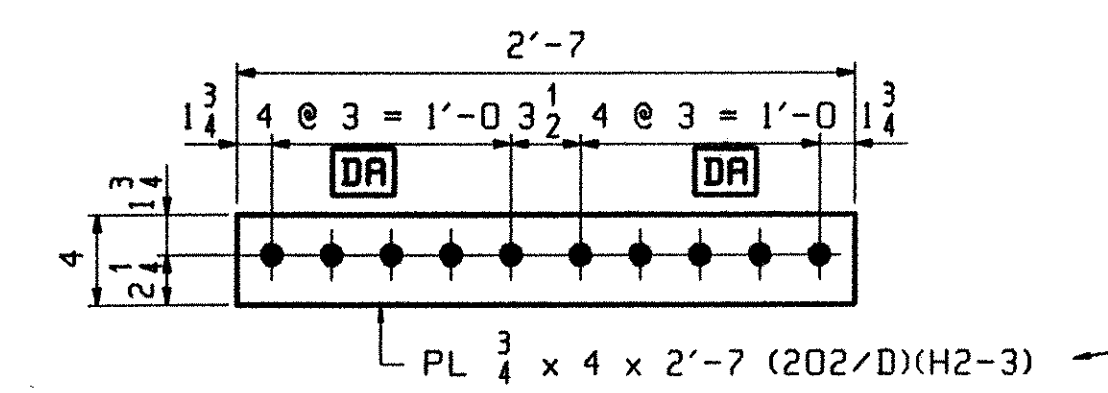 2′-7
1 3/4 4 @ 3 = 1′-0 3 1/2 4 @ 3 = 1′-0 1 3/4
DA DA
1 3/4
4
2 1/4
PL 3/4 x 4 x 2′-7 (202/D)(H2-3)